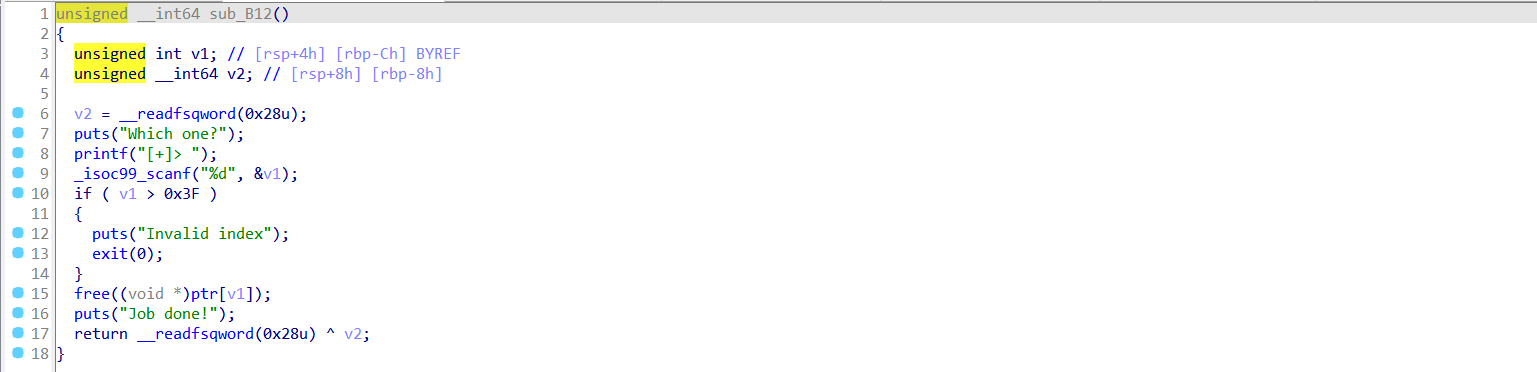 1 unsigned __int64 sub_B12()
2 {
3 unsigned int v1; // [rsp+4h] [rbp-Ch] BYREF
4 unsigned __int64 v2; // [rsp+8h] [rbp-8h]
5
6 v2 = __readfsqword(0x28u);
7 puts("Which one?");
8 printf("[+]> ");
9 _isoc99_scanf("%d", &v1);
10 if ( v1 > 0x3F )
11 {
12 puts("Invalid index");
13 exit(0);
14 }
15 free((void *)ptr[v1]);
16 puts("Job done!");
17 return __readfsqword(0x28u) ^ v2;
18 }